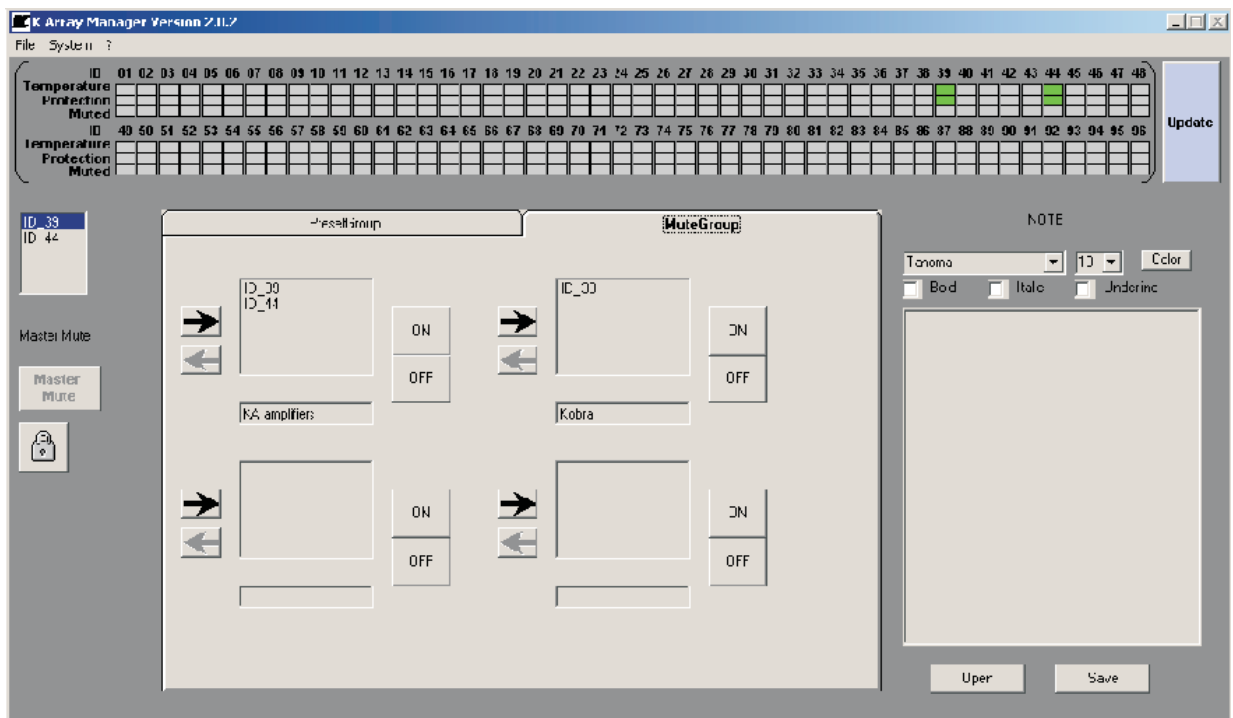 K Array Manager Version 2.0.2
File System ?
ID 01 02 03 04 05 06 07 08 09 10 11 12 13 14 15 16 17 18 19 20 21 22 23 24 25 26 27 28 29 30 31 32 33 34 35 36 37 38 39 40 41 42 43 44 45 46 47 48
Temperature
Protection
Muted
ID 49 50 51 52 53 54 55 56 57 58 59 60 61 62 63 64 65 66 67 68 69 70 71 72 73 74 75 76 77 78 79 80 81 82 83 84 85 86 87 88 89 90 91 92 93 94 95 96
Temperature
Protection
Muted
Update
ID_39
ID_44
Master Mute
Master
Mute
PresetGroup
MuteGroup
ID_39
ID_44
ON
OFF
KA amplifiers
ID_39
ON
OFF
Kobra
ON
OFF
ON
OFF
NOTE
Tahoma
10
Color
Bold Italic Underline
Open
Save